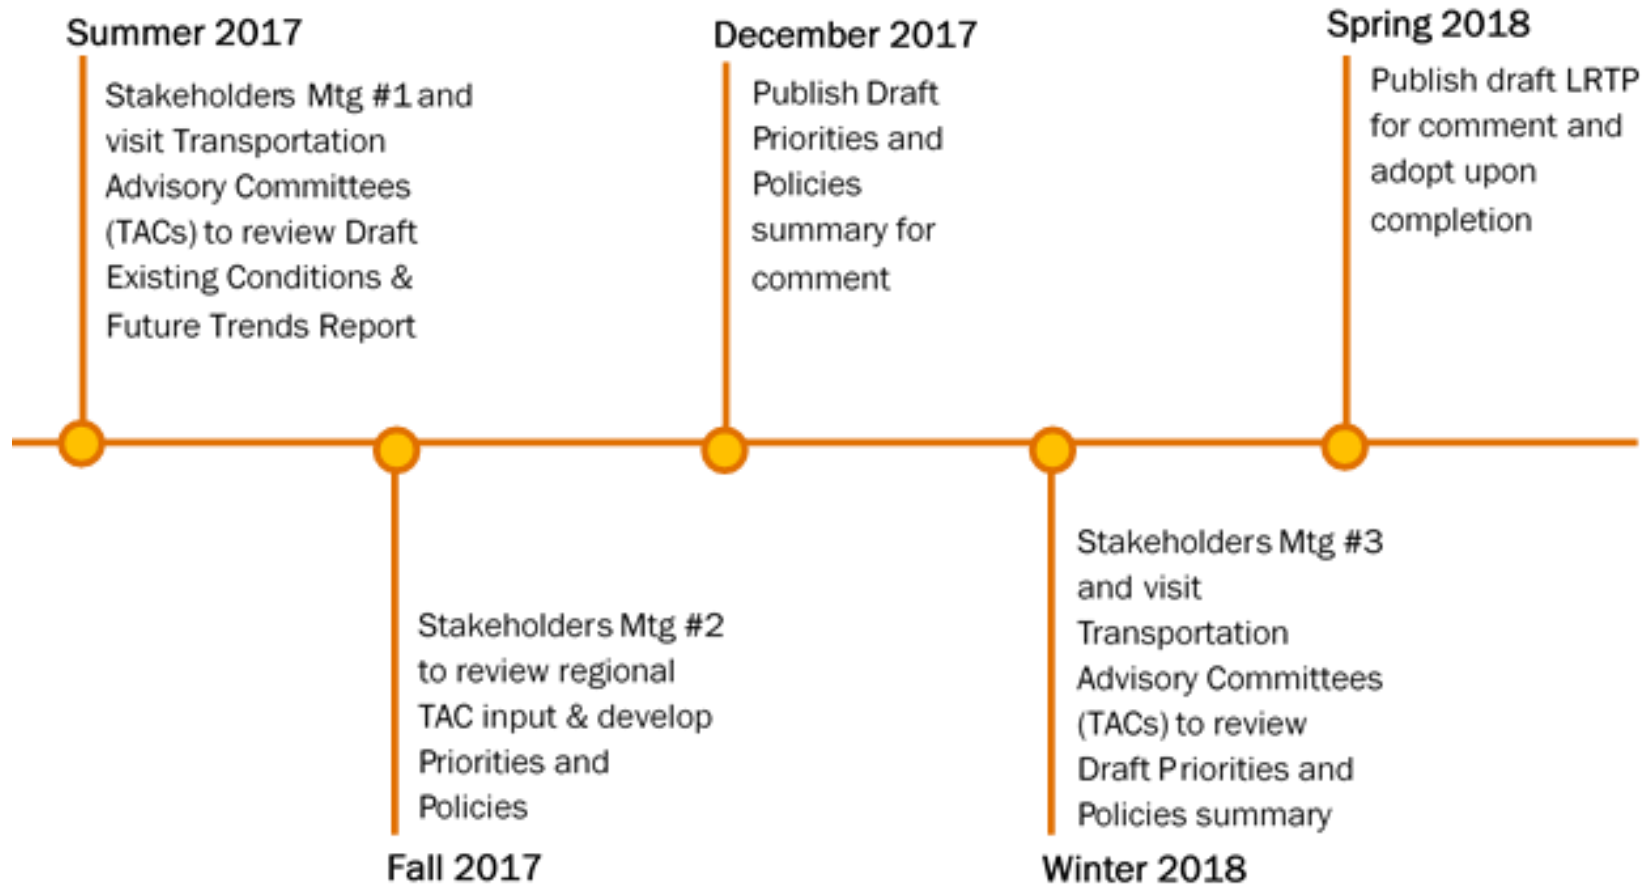 Summer 2017
Stakeholders Mtg #1 and
visit Transportation
Advisory Committees
(TACs) to review Draft
Existing Conditions &
Future Trends Report
Stakeholders Mtg #2
to review regional
TAC input & develop
Priorities and
Policies
Fall 2017
December 2017
Publish Draft
Priorities and
Policies
summary for
comment
Stakeholders Mtg #3
and visit
Transportation
Advisory Committees
(TACs) to review
Draft Priorities and
Policies summary
Winter 2018
Spring 2018
Publish draft LRTP
for comment and
adopt upon
completion